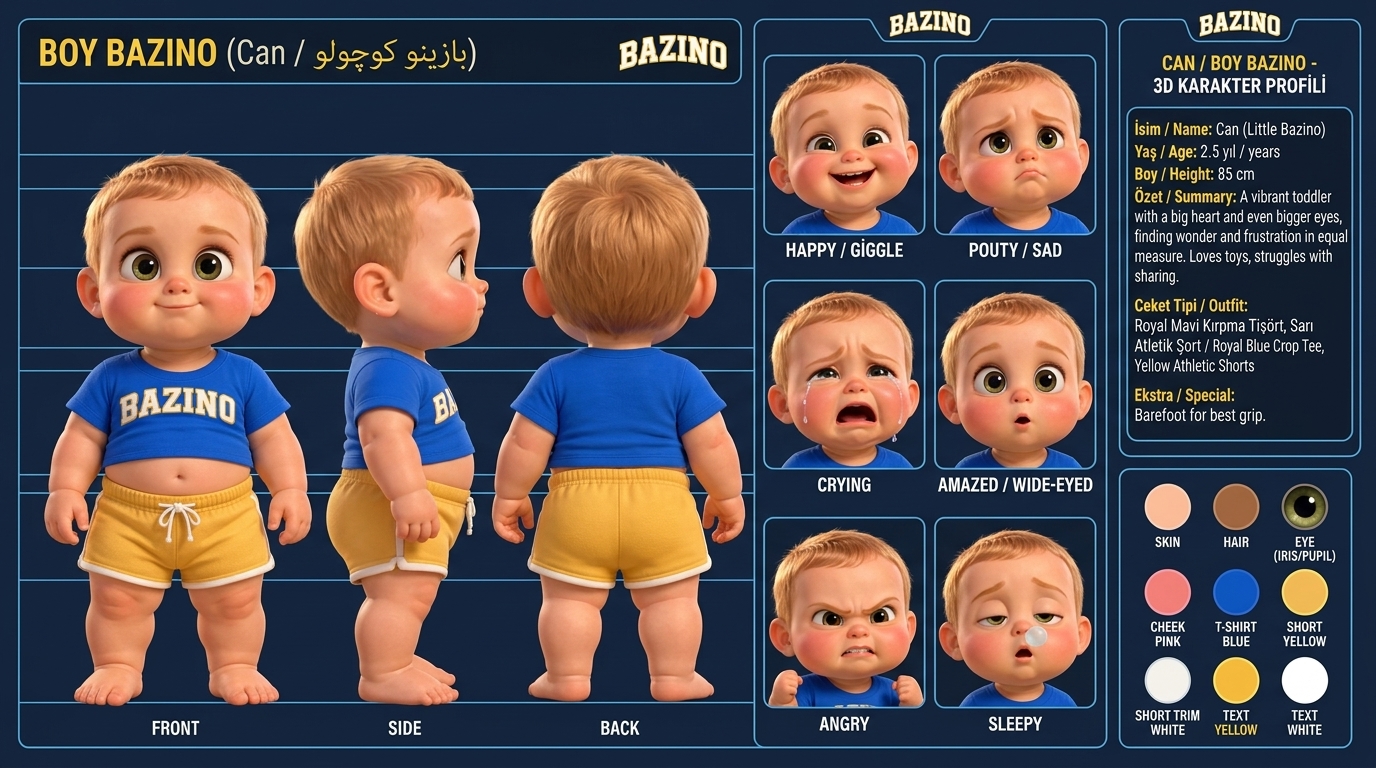 BOY BAZINO (Can / بازینو کوچولو)
BAZINO
BAZINO
BA
FRONT
SIDE
BACK
BAZINO
HAPPY / GİGGLE
POUTY / SAD
CRYING
AMAZED / WIDE-EYED
ANGRY
SLEEPY
BAZINO
CAN / BOY BAZINO -
3D KARAKTER PROFİLİ
İsim / Name: Can (Little Bazino)
Yaş / Age: 2.5 yıl / years
Boy / Height: 85 cm
Özet / Summary: A vibrant toddler
with a big heart and even bigger eyes,
finding wonder and frustration in equal
measure. Loves toys, struggles with
sharing.
Ceket Tipi / Outfit:
Royal Mavi Kırpma Tişört, Sarı
Atletik Şort / Royal Blue Crop Tee,
Yellow Athletic Shorts
Ekstra / Special:
Barefoot for best grip.
SKIN
HAIR
EYE
(IRIS/PUPIL)
CHEEK
PINK
T-SHIRT
BLUE
SHORT
YELLOW
SHORT TRIM
WHITE
TEXT
YELLOW
TEXT
WHITE